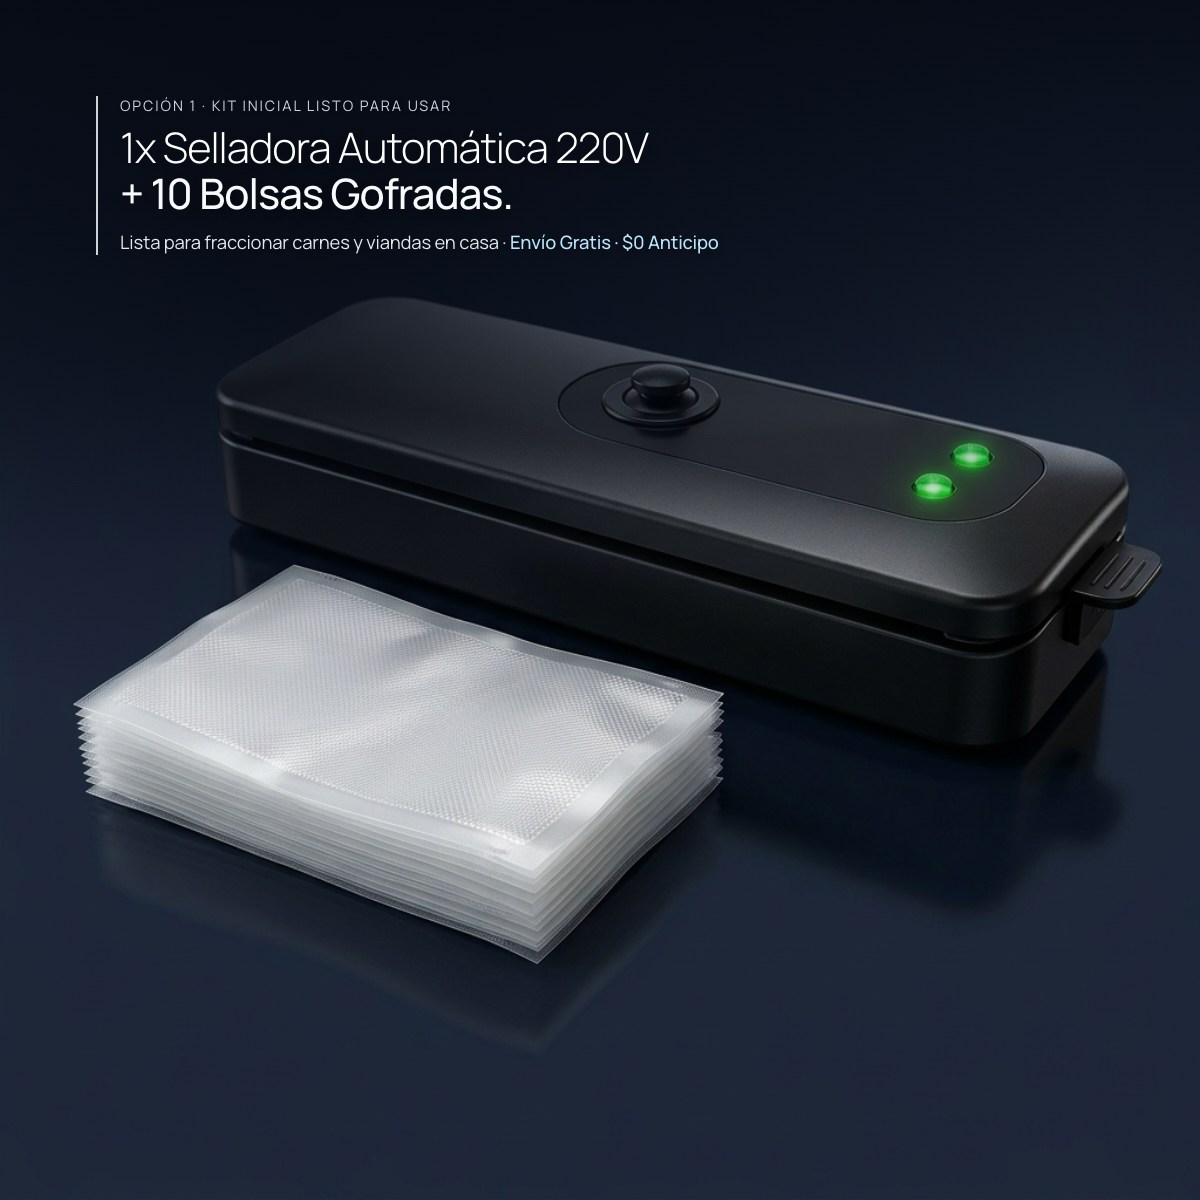 OPCIÓN 1 · KIT INICIAL LISTO PARA USAR
1x Selladora Automática 220V
+ 10 Bolsas Gofradas.
Lista para fraccionar carnes y viandas en casa · Envío Gratis · $0 Anticipo